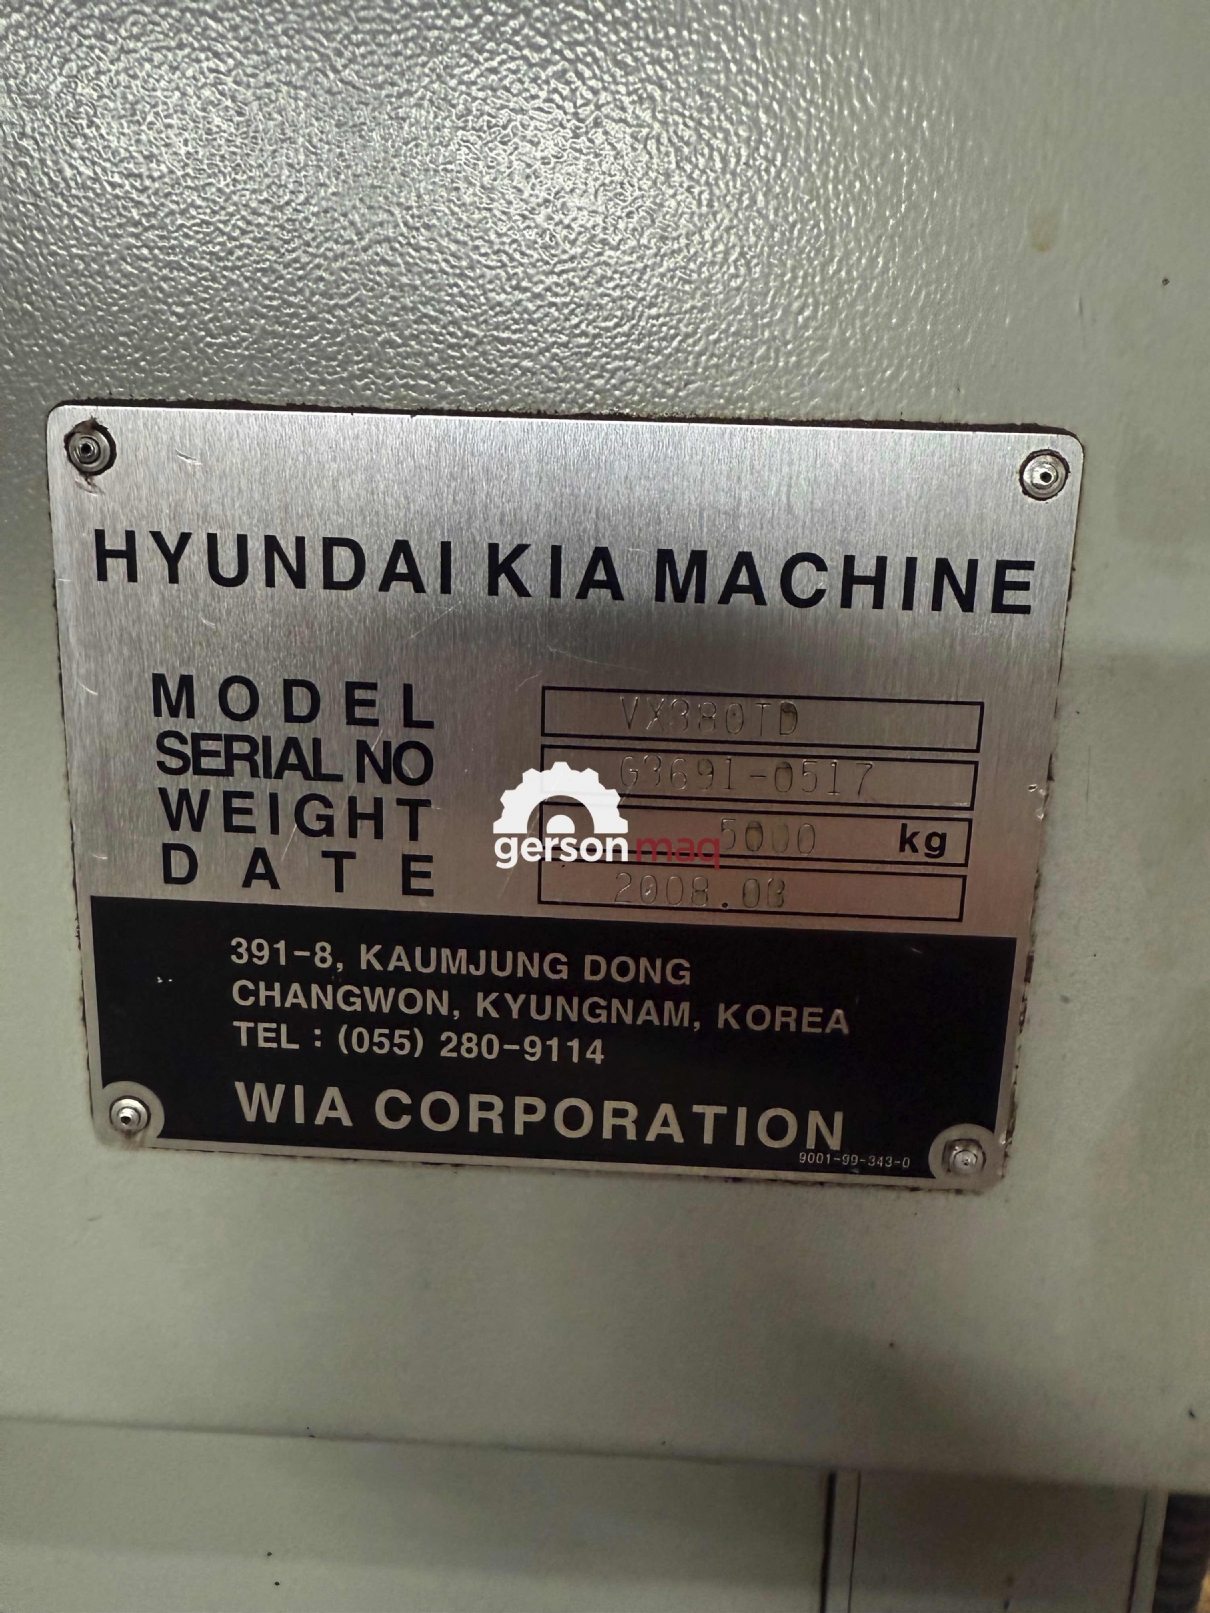 HYUNDAI KIA MACHINE
MODEL VX380TD
SERIAL NO G3691-0517
WEIGHT 5000 kg
gersonmaq
DATE 2008.03
391-8, KAUMJUNG DONG
CHANGWON, KYUNGNAM, KOREA
TEL : (055) 280-9114
WIA CORPORATION
9001-99-343-0